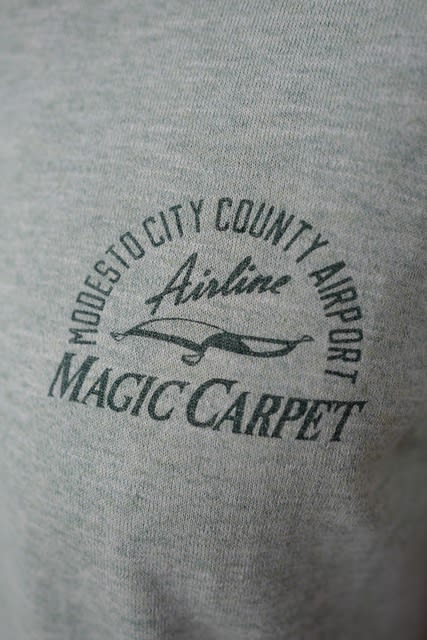 MODESTO CITY COUNTY AIRPORT
Airline
MAGIC CARPET